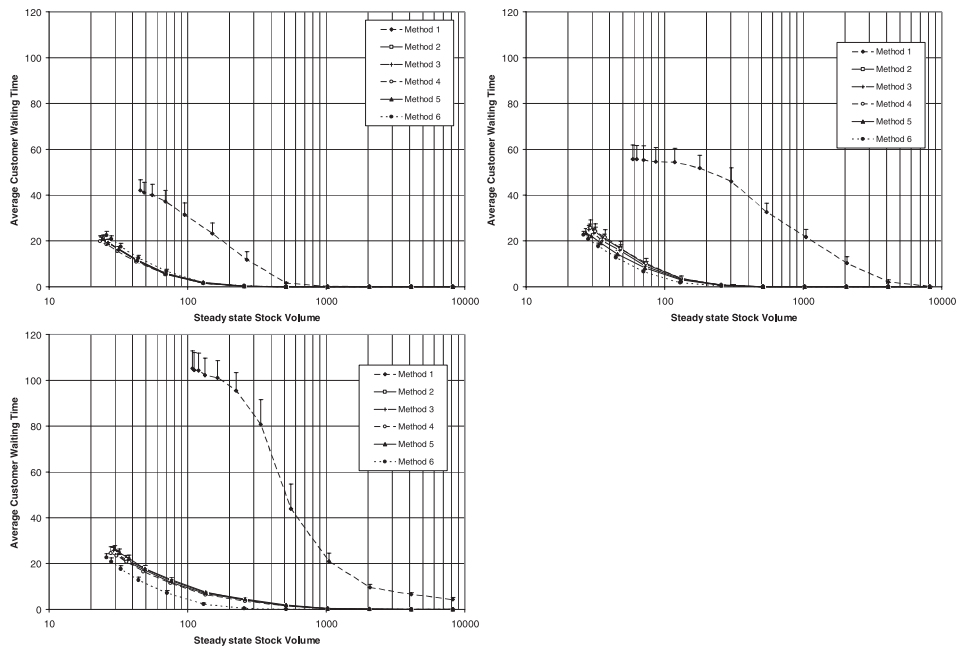 120
100
80
60
40
20
0
Average Customer Waiting Time
10
100
1000
10000
Steady state Stock Volume
Method 1
Method 2
Method 3
Method 4
Method 5
Method 6
120
100
80
60
40
20
0
Average Customer Waiting Time
10
100
1000
10000
Steady state Stock Volume
Method 1
Method 2
Method 3
Method 4
Method 5
Method 6
120
100
80
60
40
20
0
Average Customer Waiting Time
10
100
1000
10000
Steady state Stock Volume
Method 1
Method 2
Method 3
Method 4
Method 5
Method 6